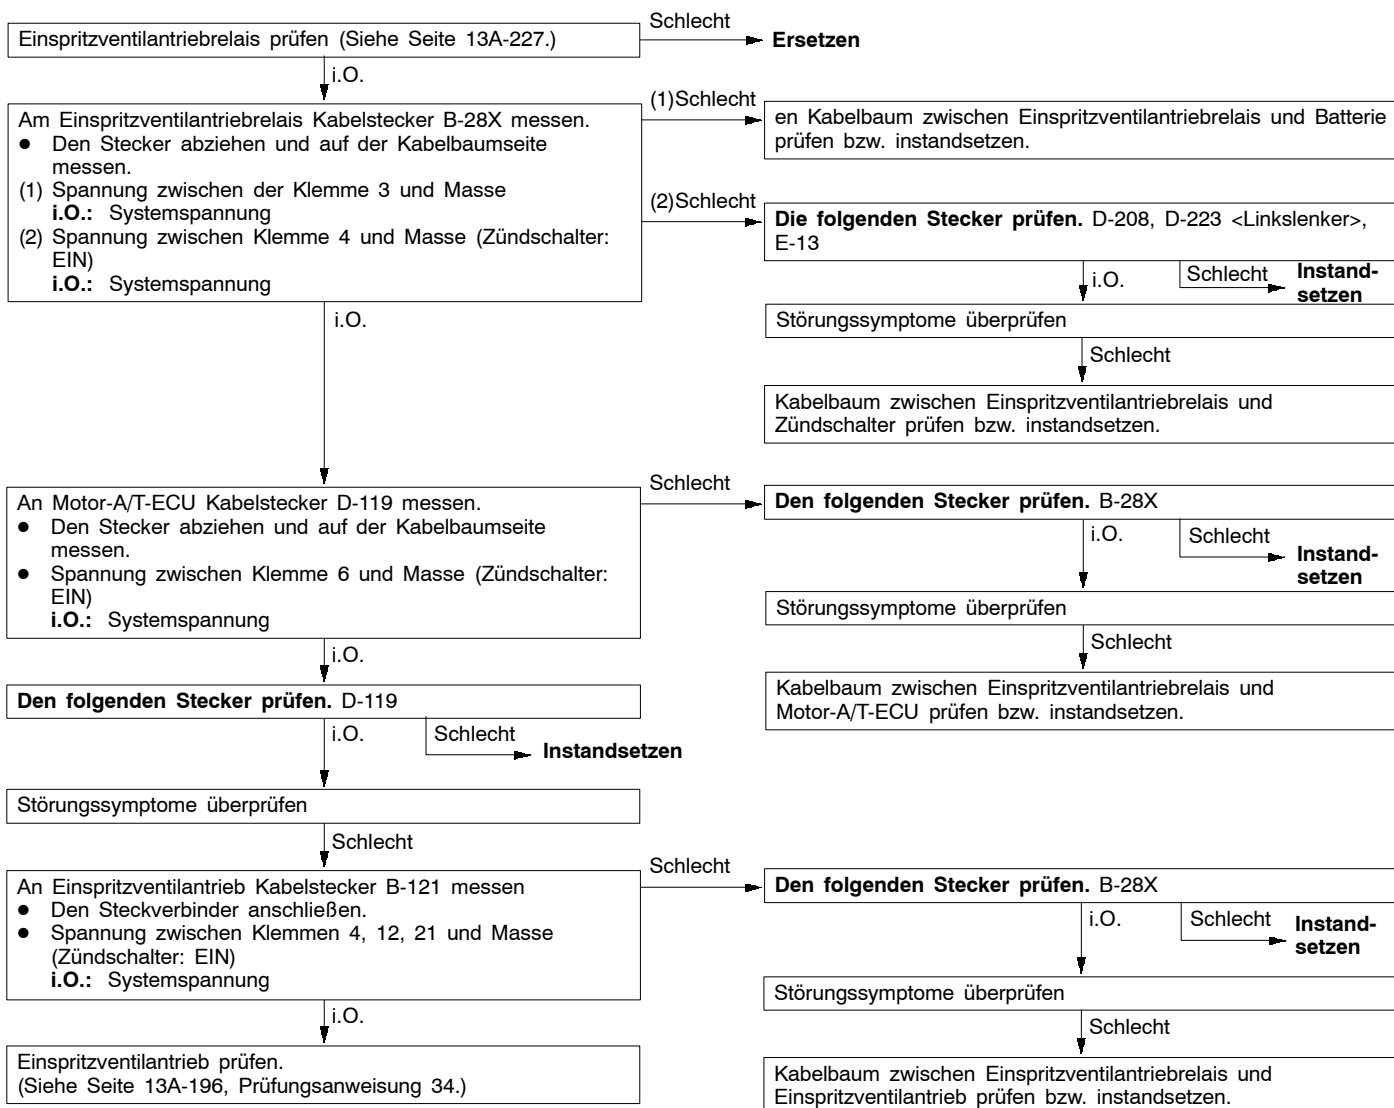 Einspritzventilantriebrelais prüfen (Siehe Seite 13A-227.)
Schlecht
Ersetzen
i.O.
Am Einspritzventilantriebrelais Kabelstecker B-28X messen.
● Den Stecker abziehen und auf der Kabelbaumseite
messen.
(1) Spannung zwischen der Klemme 3 und Masse
i.O.: Systemspannung
(2) Spannung zwischen Klemme 4 und Masse (Zündschalter:
EIN)
i.O.: Systemspannung
(1)Schlecht
en Kabelbaum zwischen Einspritzventilantriebrelais und Batterie
prüfen bzw. instandsetzen.
(2)Schlecht
Die folgenden Stecker prüfen. D-208, D-223 <Linkslenker>,
E-13
i.O.
Schlecht
Instand-
setzen
Störungssymptome überprüfen
Schlecht
Kabelbaum zwischen Einspritzventilantriebrelais und
Zündschalter prüfen bzw. instandsetzen.
i.O.
An Motor-A/T-ECU Kabelstecker D-119 messen.
● Den Stecker abziehen und auf der Kabelbaumseite
messen.
● Spannung zwischen Klemme 6 und Masse (Zündschalter:
EIN)
i.O.: Systemspannung
Schlecht
Den folgenden Stecker prüfen. B-28X
i.O.
Schlecht
Instand-
setzen
Störungssymptome überprüfen
Schlecht
Kabelbaum zwischen Einspritzventilantriebrelais und
Motor-A/T-ECU prüfen bzw. instandsetzen.
i.O.
Den folgenden Stecker prüfen. D-119
i.O.
Schlecht
Instandsetzen
Störungssymptome überprüfen
Schlecht
An Einspritzventilantrieb Kabelstecker B-121 messen
● Den Steckverbinder anschließen.
● Spannung zwischen Klemmen 4, 12, 21 und Masse
(Zündschalter: EIN)
i.O.: Systemspannung
Schlecht
Den folgenden Stecker prüfen. B-28X
i.O.
Schlecht
Instand-
setzen
Störungssymptome überprüfen
Schlecht
Kabelbaum zwischen Einspritzventilantriebrelais und
Einspritzventilantrieb prüfen bzw. instandsetzen.
i.O.
Einspritzventilantrieb prüfen.
(Siehe Seite 13A-196, Prüfungsanweisung 34.)